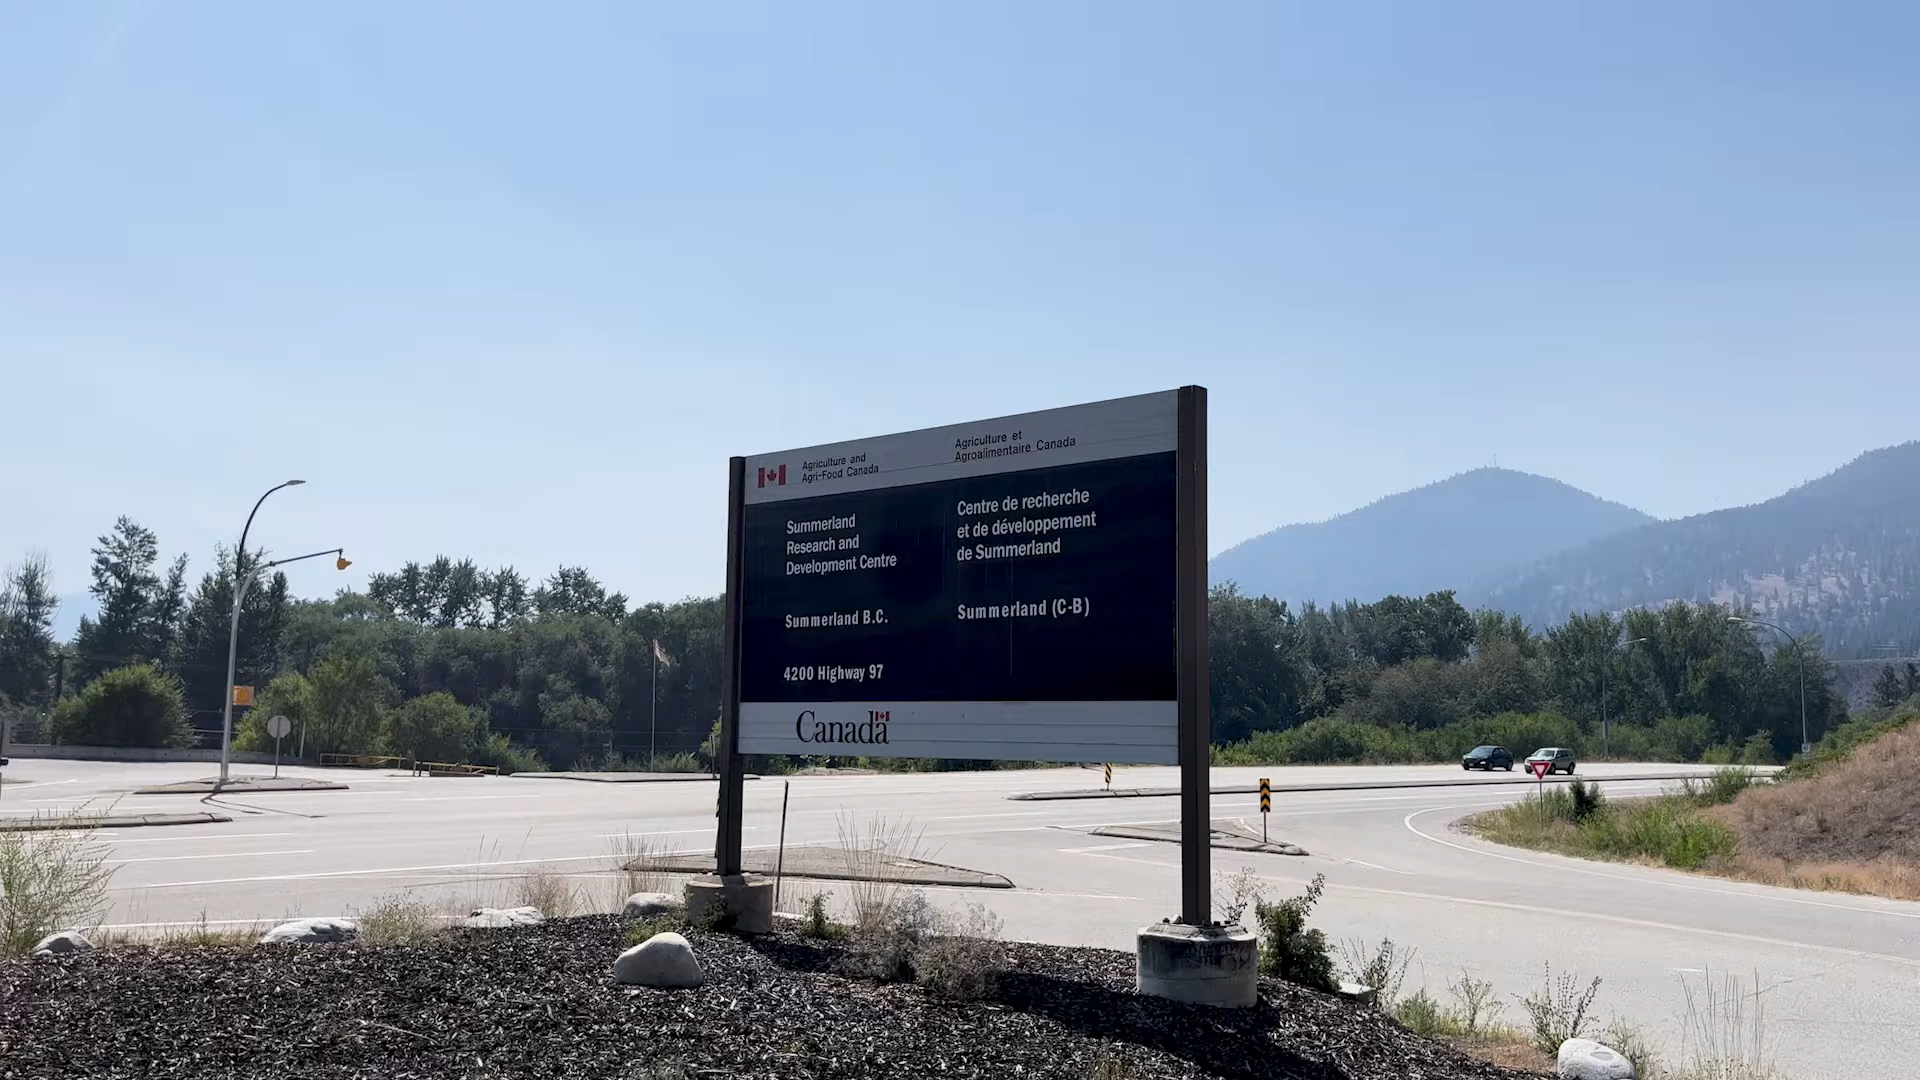 Agriculture and
Agri-Food Canada
Agriculture et
Agroalimentaire Canada
Summerland
Research and
Development Centre
Centre de recherche
et de développement
de Summerland
Summerland B.C.
Summerland (C-B)
4200 Highway 97
Canada